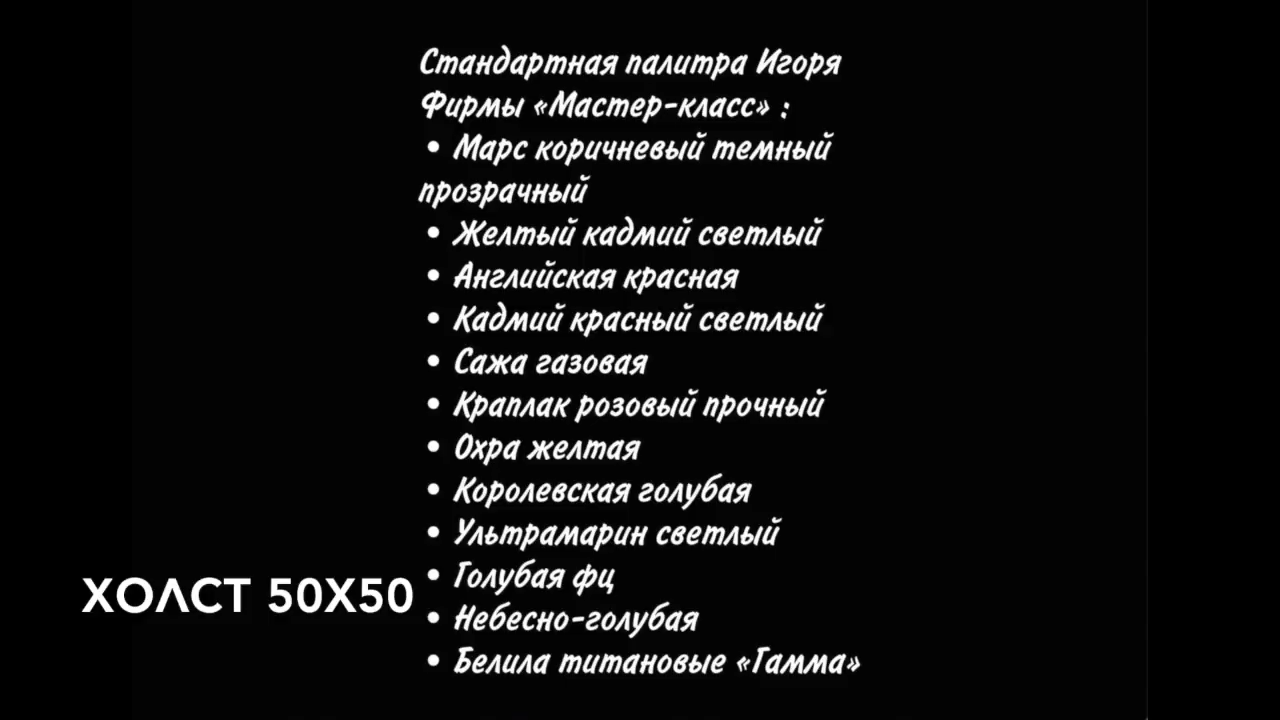 Стандартная палитра Игоря
Фирмы «Мастер-класс» :
• Марс коричневый темный
прозрачный
• Желтый кадмий светлый
• Английская красная
• Кадмий красный светлый
• Сажа газовая
• Краплак розовый прочный
• Охра желтая
• Королевская голубая
• Ультрамарин светлый
• Голубая фц
• Небесно-голубая
• Белила титановые «Гамма»
ХОЛСТ 50Х50